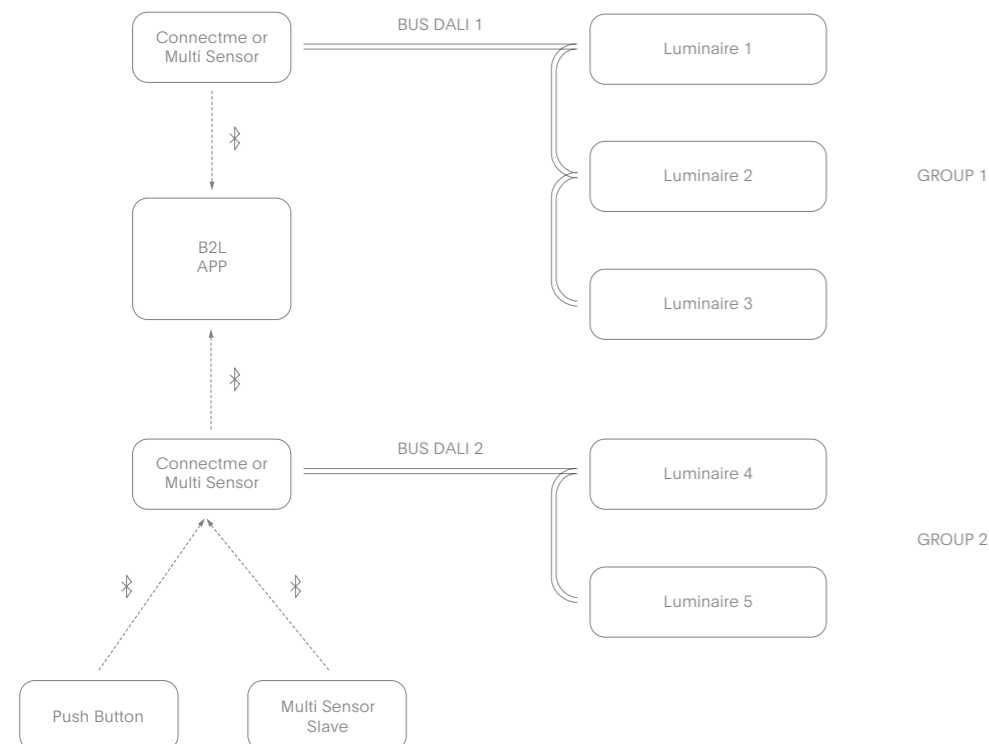 Connectme or
Multi Sensor
BUS DALI 1
Luminaire 1
Luminaire 2
GROUP 1
B2L
APP
Luminaire 3
Connectme or
Multi Sensor
BUS DALI 2
Luminaire 4
GROUP 2
Luminaire 5
Push Button
Multi Sensor
Slave